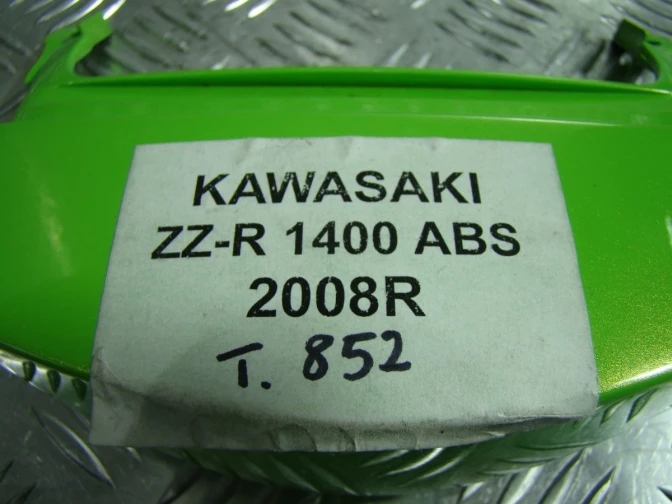 KAWASAKI
ZZ-R 1400 ABS
2008R
T. 852